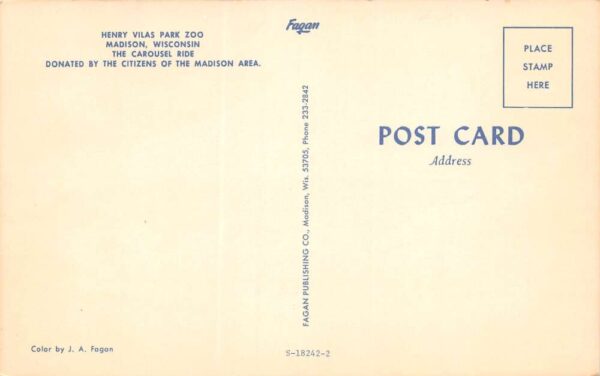 HENRY VILAS PARK ZOO
MADISON, WISCONSIN
THE CAROUSEL RIDE
DONATED BY THE CITIZENS OF THE MADISON AREA.
Fagan
PLACE
STAMP
HERE
POST CARD
Address
FAGAN PUBLISHING CO., Madison, Wis. 53705, Phone 233-2842
Color by J. A. Fagan
S-18242-2